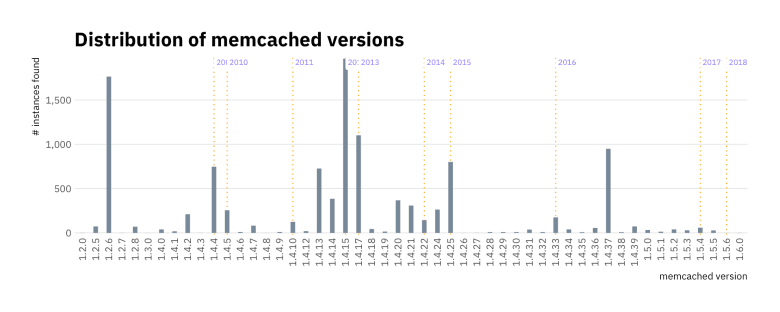 Distribution of memcached versions
# instances found
2010 2011 2013 2014 2015 2016 2017 2018
1,500
1,000
500
0
1.2.0 1.2.5 1.2.6 1.2.7 1.2.8 1.3.0 1.4.0 1.4.1 1.4.2 1.4.3 1.4.4 1.4.5 1.4.6 1.4.7 1.4.8 1.4.9 1.4.10 1.4.12 1.4.13 1.4.14 1.4.15 1.4.17 1.4.18 1.4.19 1.4.20 1.4.21 1.4.22 1.4.24 1.4.25 1.4.26 1.4.27 1.4.28 1.4.29 1.4.30 1.4.31 1.4.32 1.4.33 1.4.34 1.4.35 1.4.36 1.4.37 1.4.38 1.4.39 1.5.0 1.5.1 1.5.2 1.5.3 1.5.4 1.5.5 1.5.6 1.6.0
memcached version